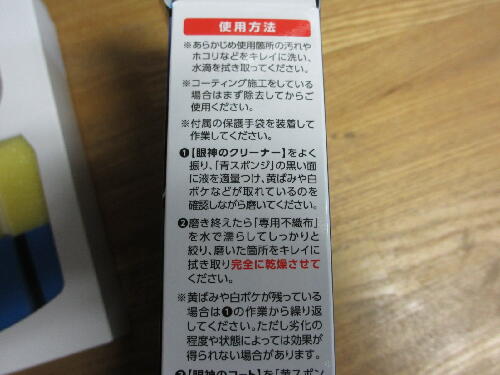 使用方法
※あらかじめ使用箇所の汚れや
ホコリなどをキレイに洗い、
水滴を拭き取ってください。
※コーティング施工をしている
場合はまず除去してからご
使用ください。
※付属の保護手袋を装着して
作業してください。
❶【眼神のクリーナー】をよく
振り、「青スポンジ」の黒い面
に液を適量つけ、黄ばみや白
ボケなどが取れているのを
確認しながら磨いてください。
❷磨き終えたら「専用不織布」
を水で濡らしてしっかりと
絞り、磨いた箇所をキレイに
拭き取り完全に乾燥させて
ください。
※黄ばみや白ボケが残っている
場合は❶の作業から繰り返
してください。ただし劣化の
程度や状態によっては効果が
得られない場合があります。
❸【眼神のコート】を「黄スポン